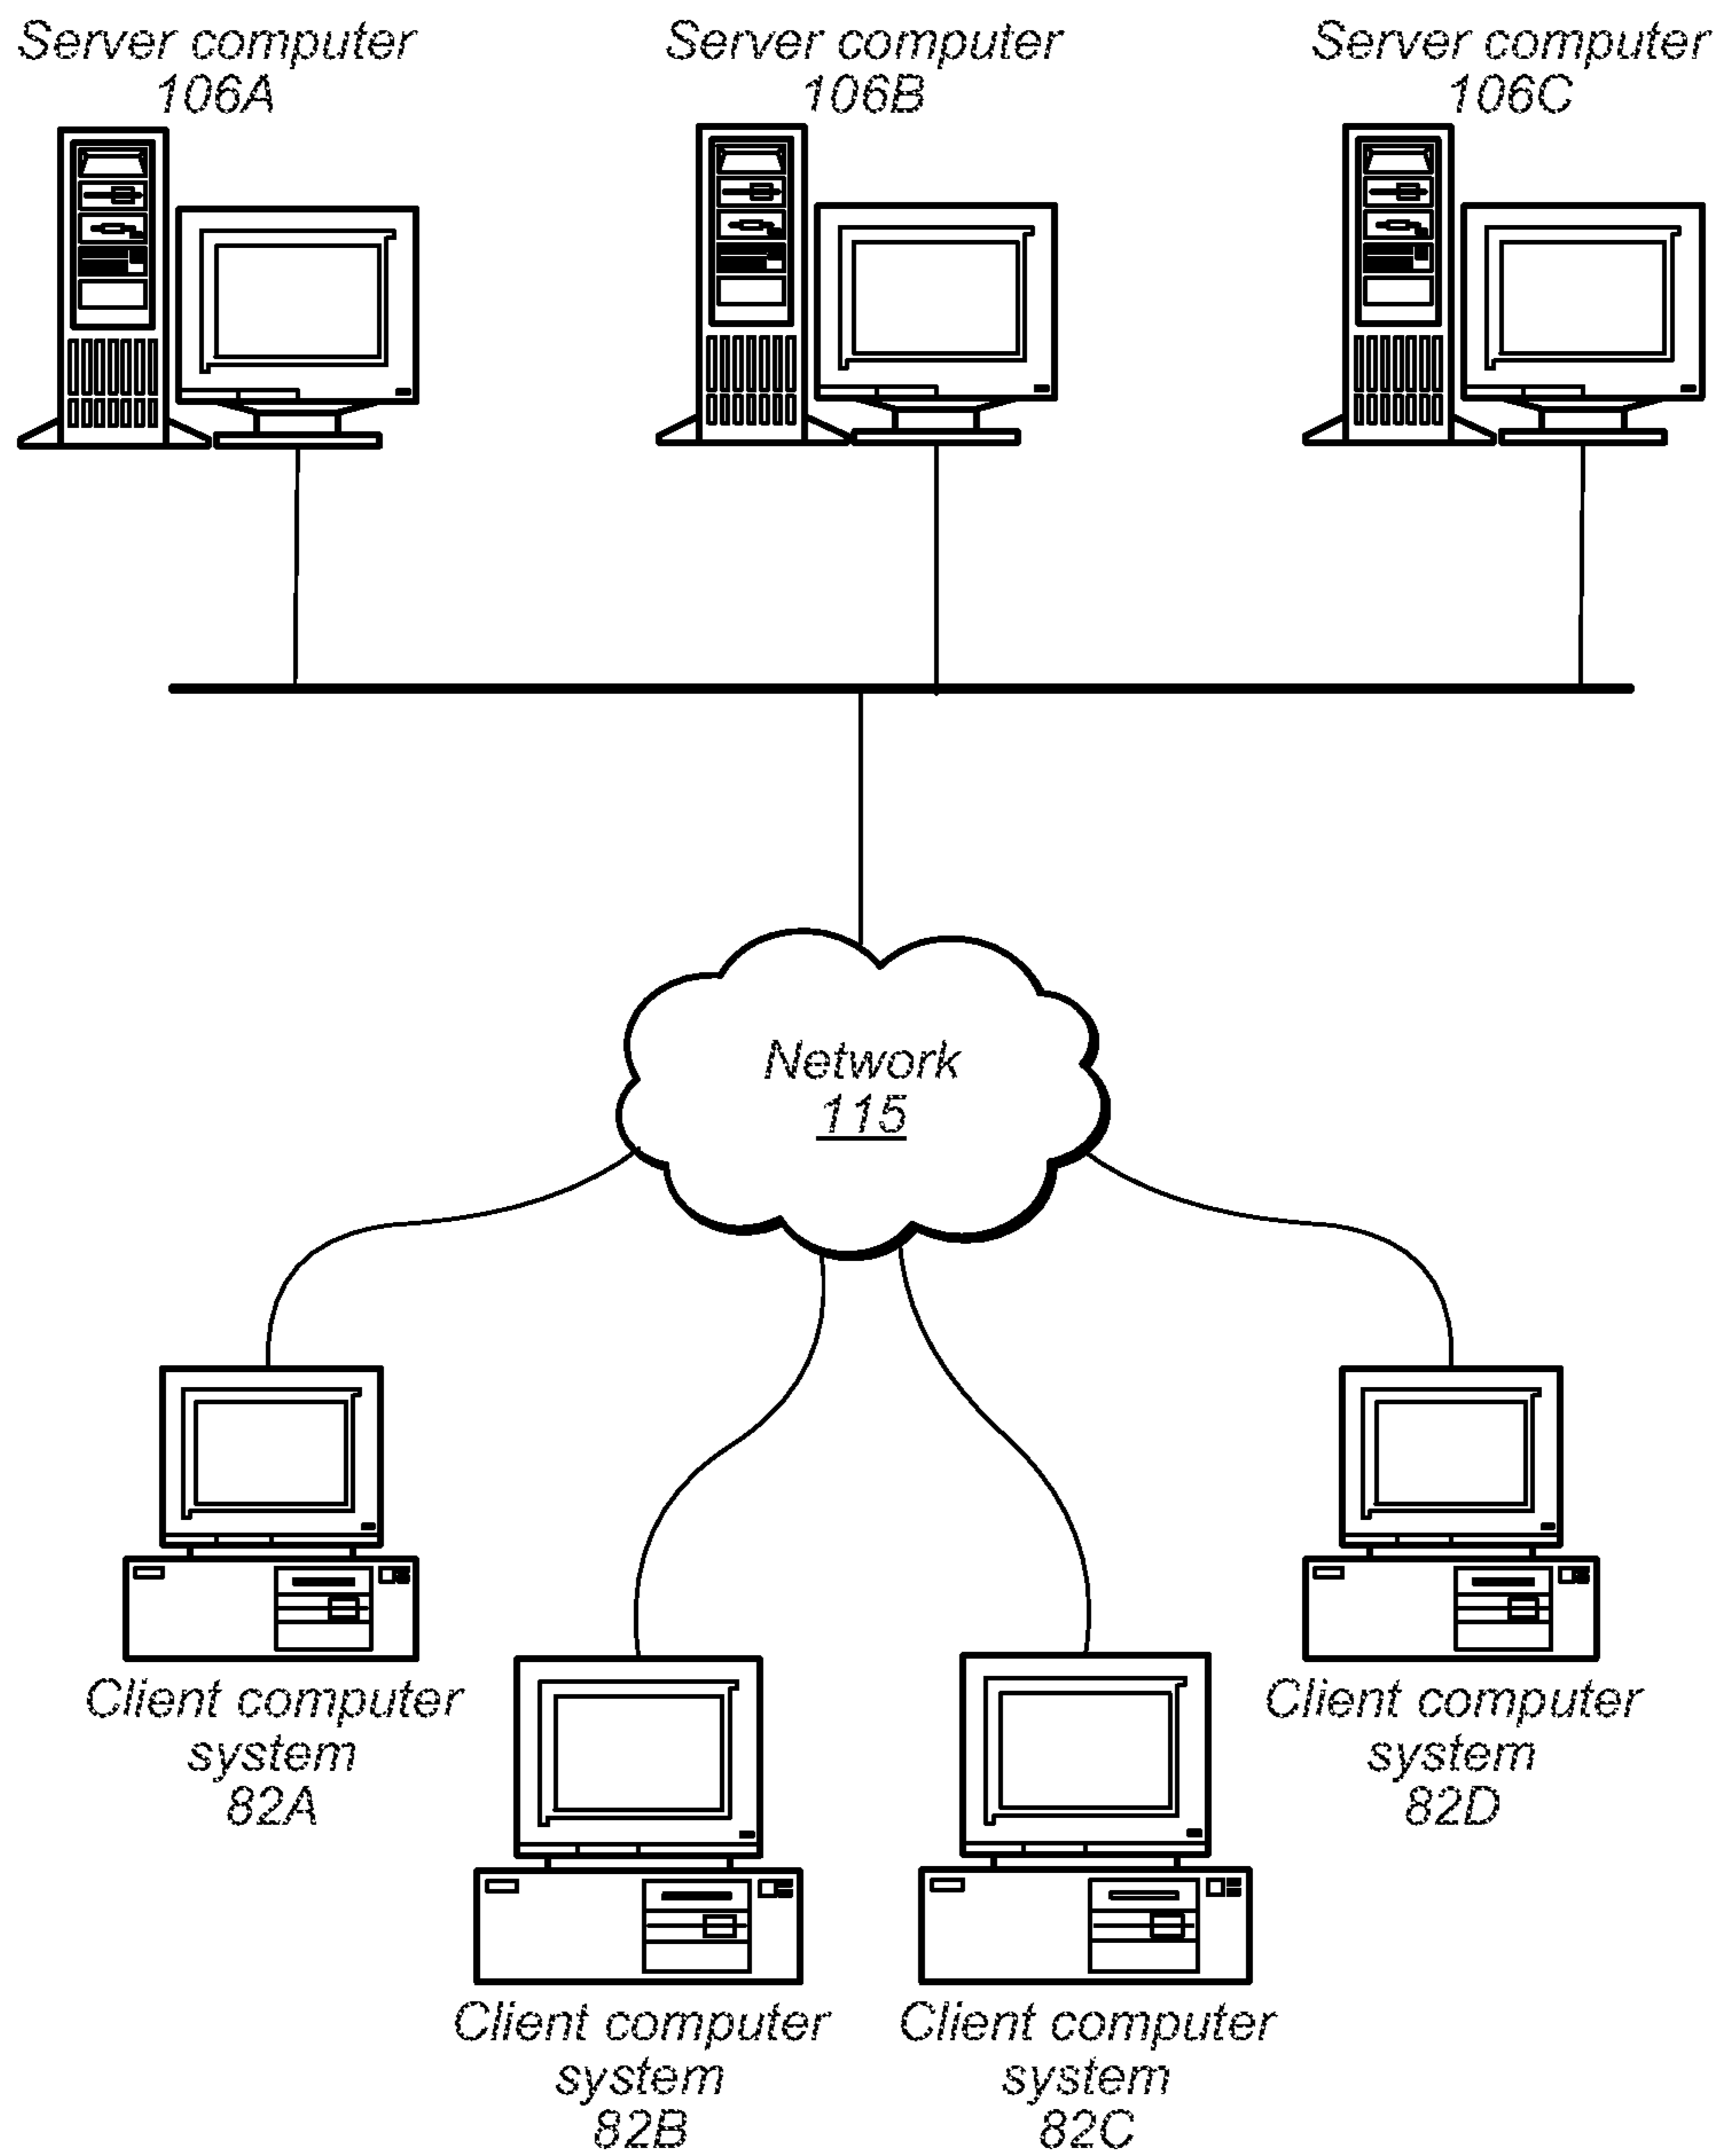 Server computer
106A
Server computer
106B
Server computer
106C
Network
115
Client computer
system
82A
Client computer
system
82B
Client computer
system
82C
Client computer
system
82D